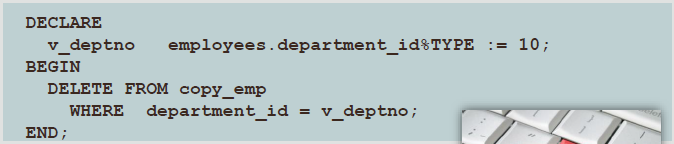 DECLARE
v_deptno employees.department_id%TYPE := 10;
BEGIN
DELETE FROM copy_emp
WHERE department_id = v_deptno;
END;